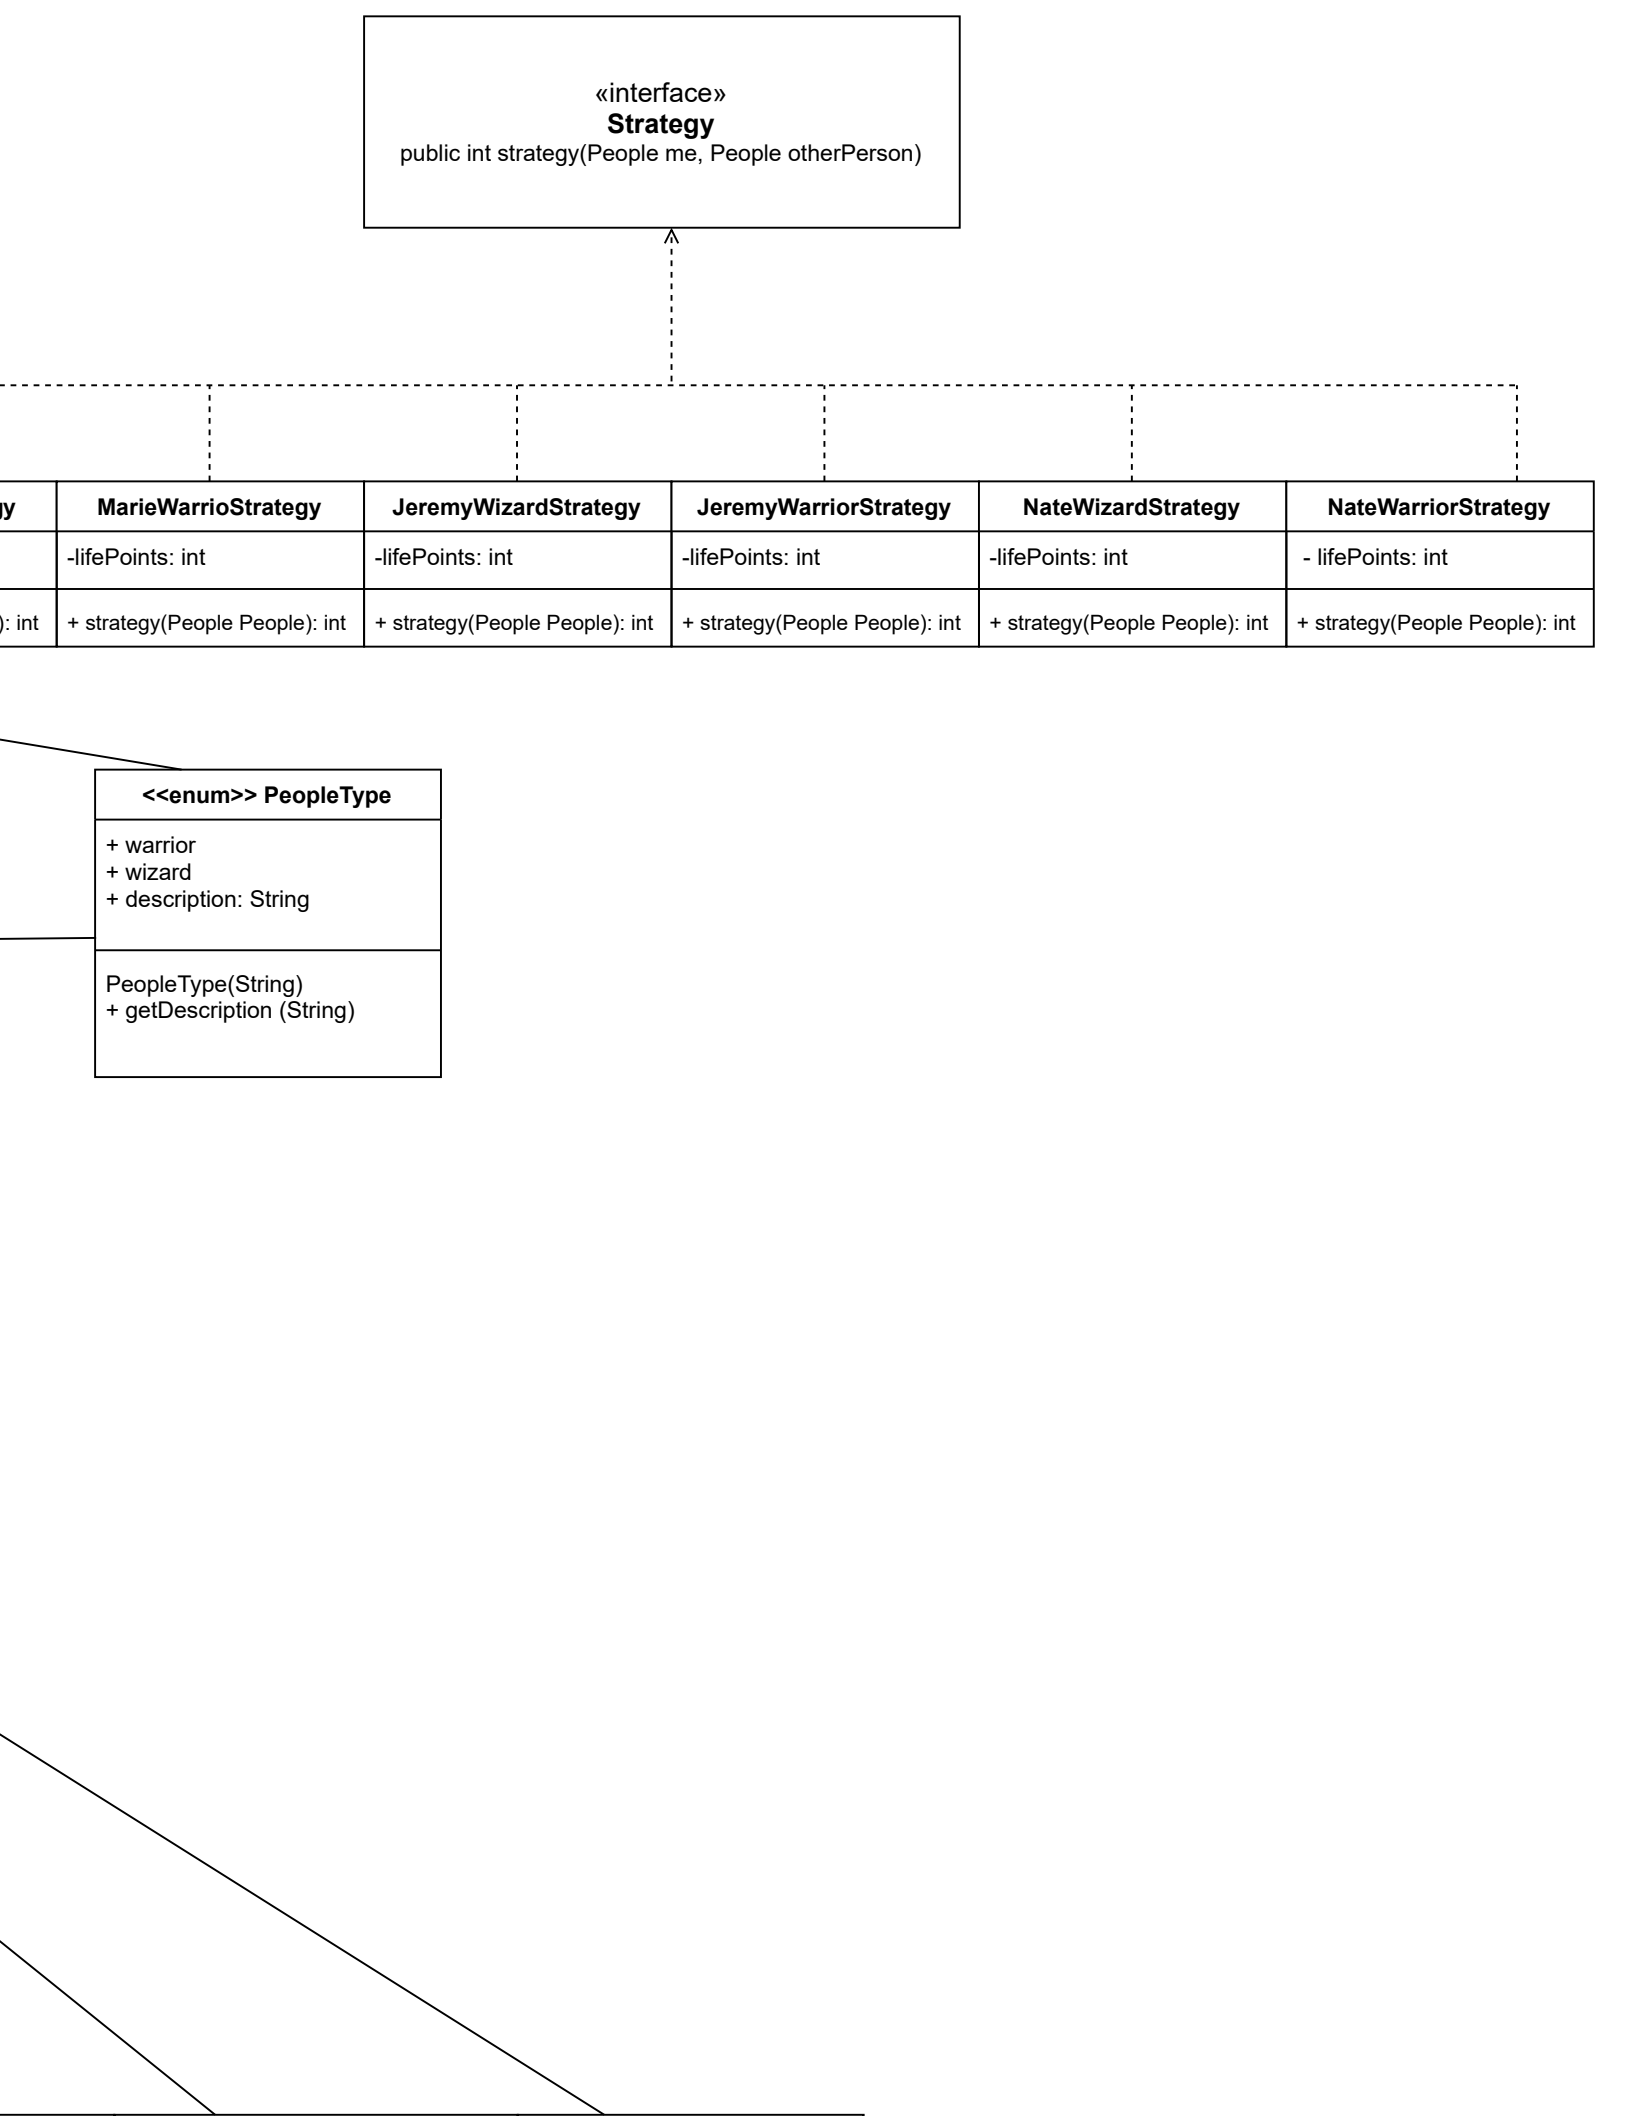 «interface»
Strategy
public int strategy(People me, People otherPerson)
MarieWarrioStrategy
-lifePoints: int
+ strategy(People People): int
JeremyWizardStrategy
-lifePoints: int
+ strategy(People People): int
JeremyWarriorStrategy
-lifePoints: int
+ strategy(People People): int
NateWizardStrategy
-lifePoints: int
+ strategy(People People): int
NateWarriorStrategy
- lifePoints: int
+ strategy(People People): int
): int
<<enum>> PeopleType
+ warrior
+ wizard
+ description: String
PeopleType(String)
+ getDescription (String)